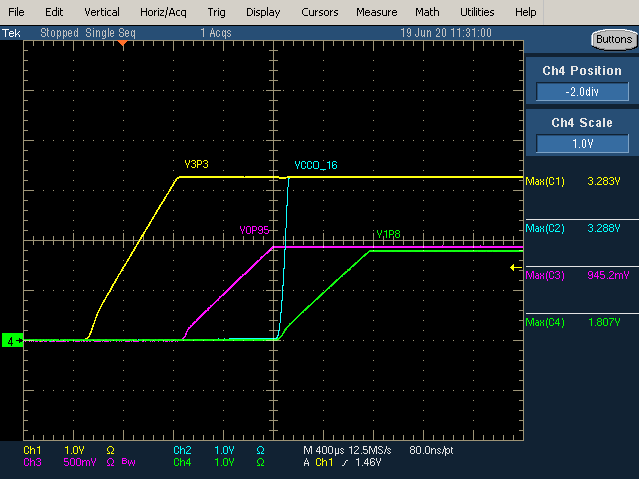 File Edit Vertical Horiz/Acq Trig Display Cursors Measure Math Utilities Help
Tek Stopped Single Seq 1 Acqs 19 Jun 20 11:31:00 Buttons
Ch4 Position
-2.0div
Ch4 Scale
1.0V
V3P3 VCCO_16
Max(C1) 3.283V
Max(C2) 3.288V
V0P95 V1R8
Max(C3) 945.2mV
Max(C4) 1.807V
4
Ch1 1.0V Ω Ch2 1.0V Ω M 400µs 12.5MS/s 80.0ns/pt
Ch3 500mV Ω Bw Ch4 1.0V Ω A Ch1 / 1.46V